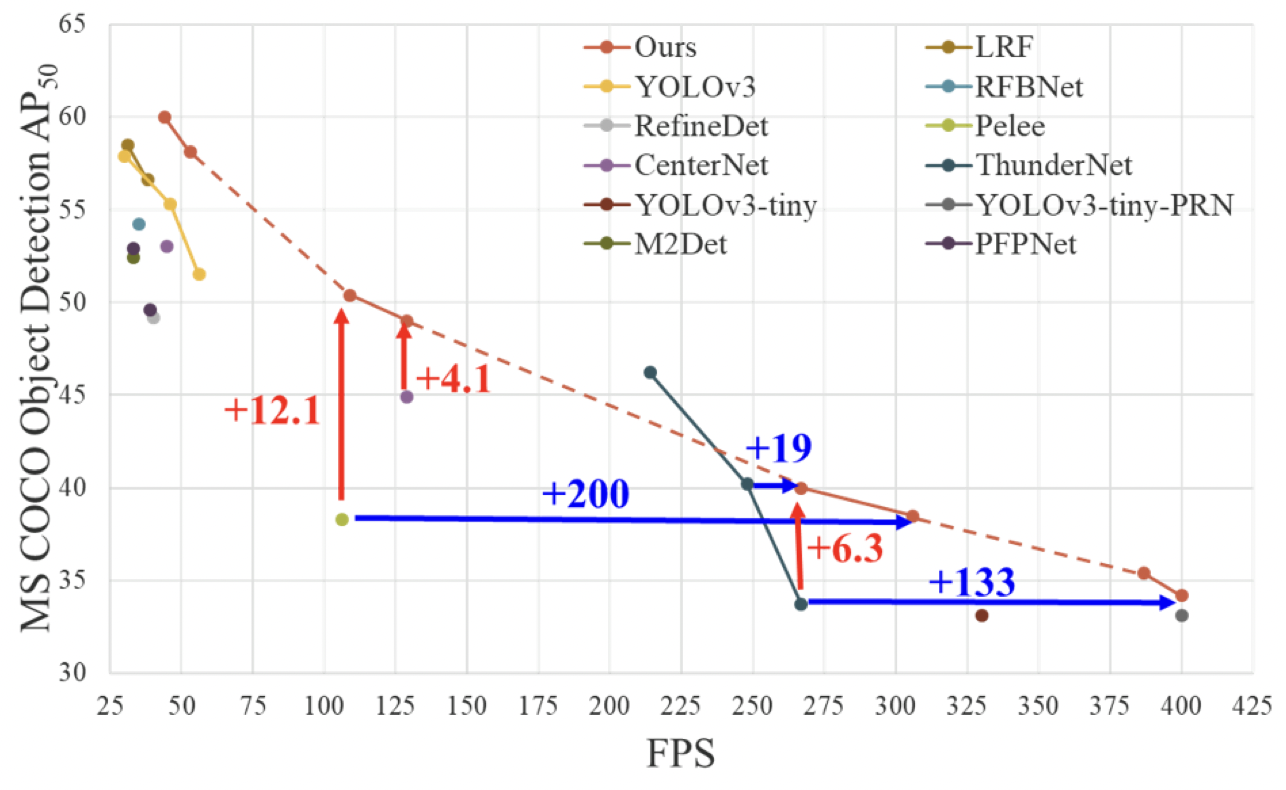 MS COCO Object Detection AP50
65
60
55
50
45
40
35
30
Ours
LRF
YOLOv3
RFBNet
RefineDet
Pelee
CenterNet
ThunderNet
YOLOv3-tiny
YOLOv3-tiny-PRN
M2Det
PFPNet
+12.1
+4.1
+19
+200
+6.3
+133
25 50 75 100 125 150 175 200 225 250 275 300 325 350 375 400 425
FPS